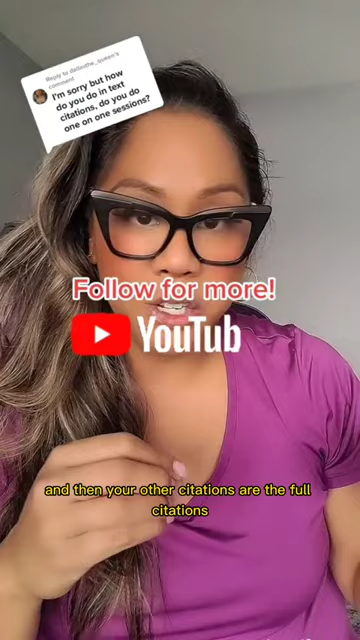 Reply to dadasthe_queen's
comment
I'm sorry but how
do you do in text
citations, do you do
one on one sessions?
Follow for more!
YouTub
and then your other citations are the full
citations